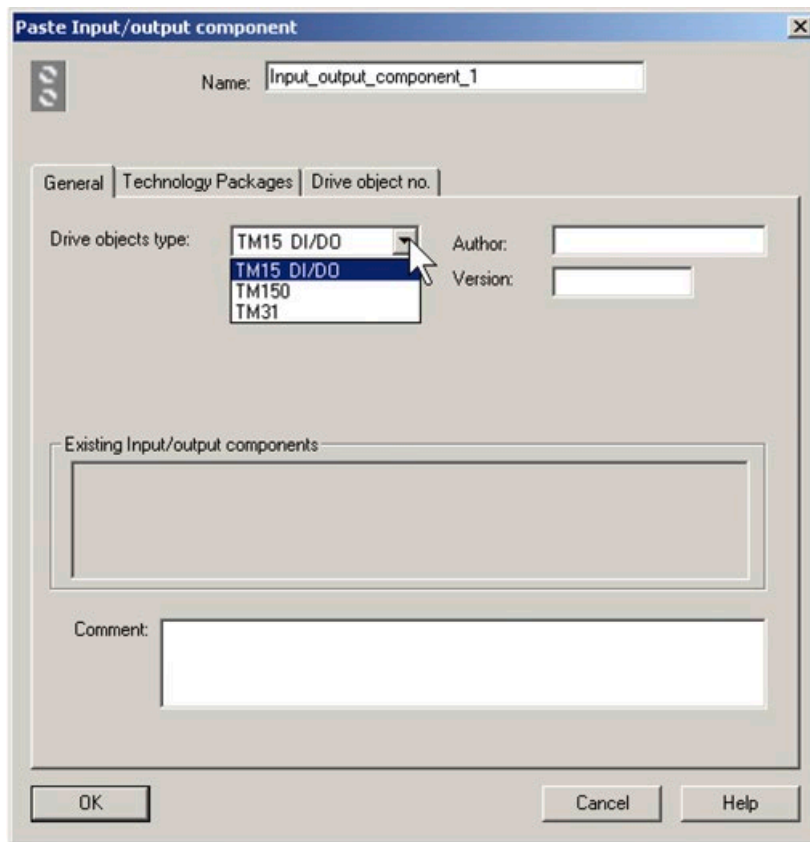 Paste Input/output component
Name: Input_output_component_1
General Technology Packages Drive object no.
Drive objects type: TM15 DI/DO Author:
TM15 DI/DO
Version:
TM150
TM31
Existing Input/output components
Comment:
OK Cancel Help